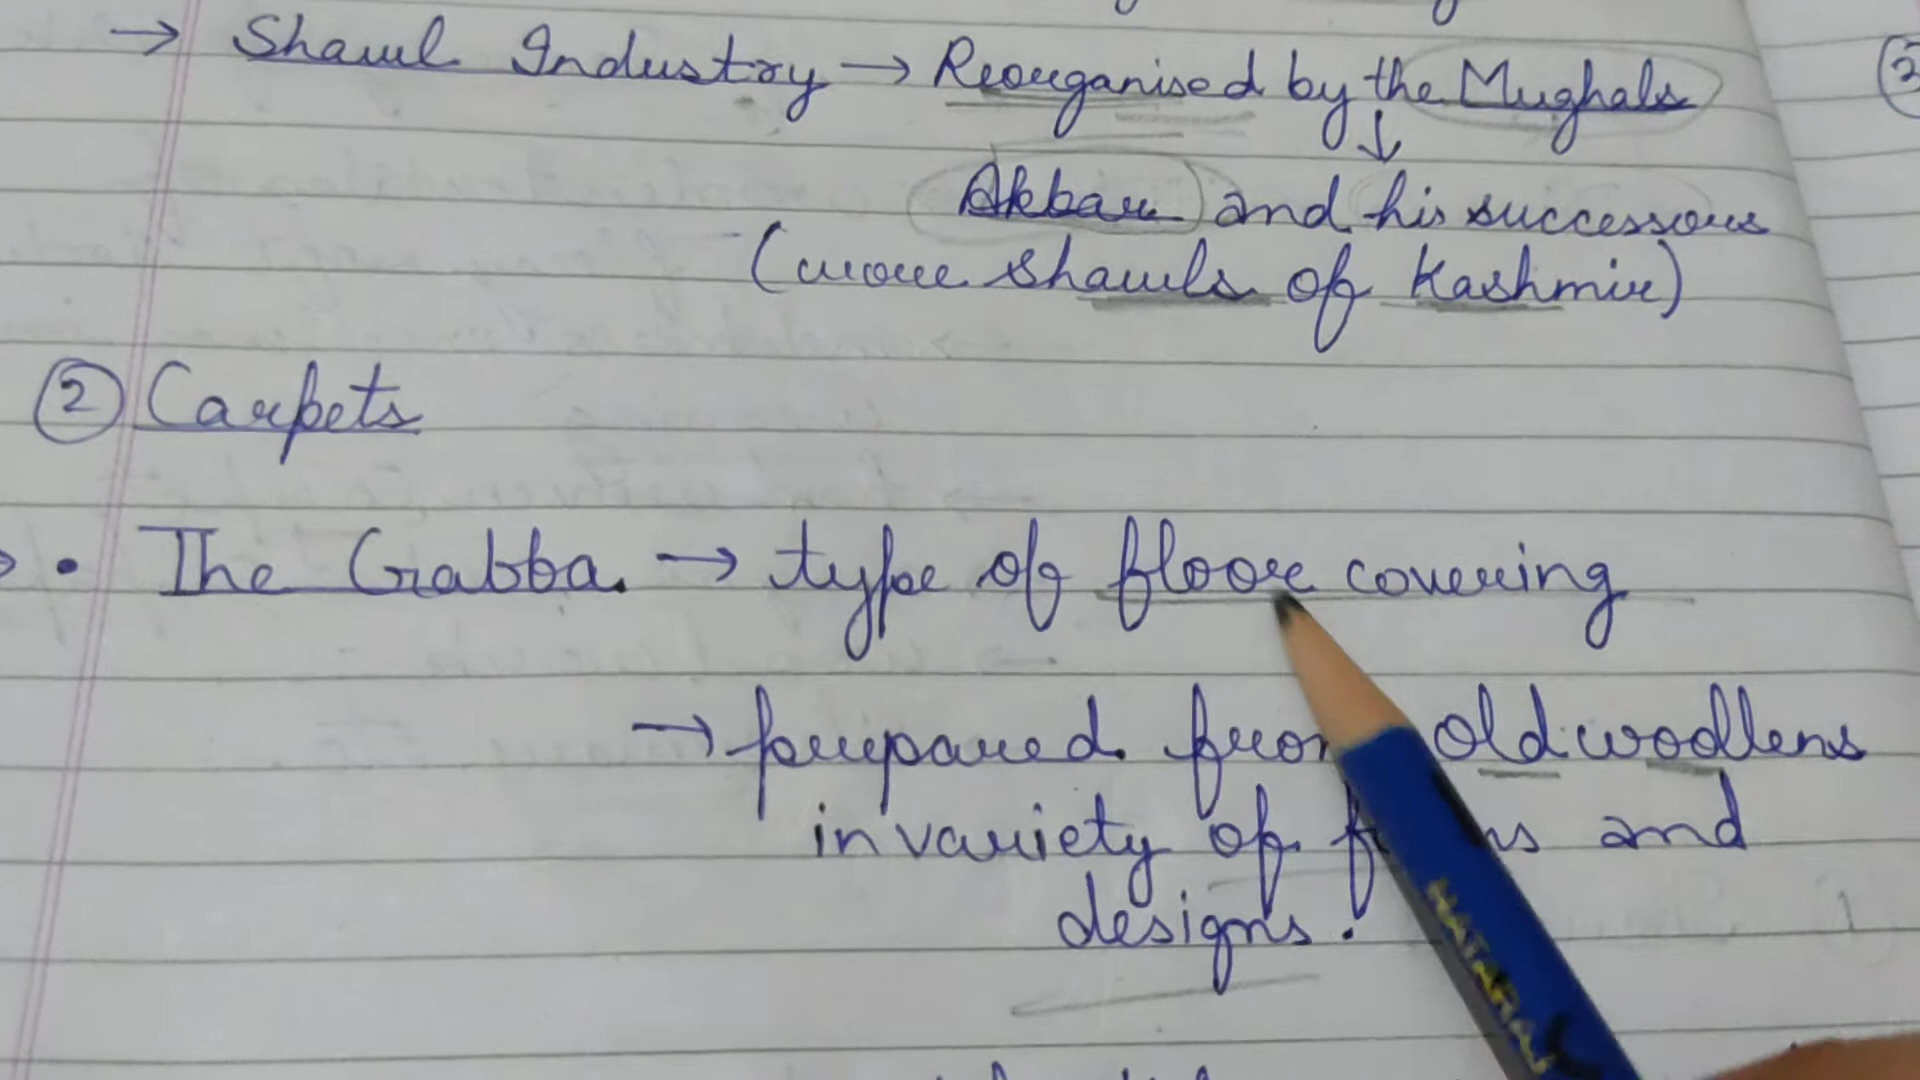 → Shawl Industry → Reorganised by the Mughals
↓
Akbar and his successors
(wore shawls of Kashmir)
② Carpets
• The Gabba → type of floor covering
→ prepared from old woollens
in variety of and
designs.
NATARAJ